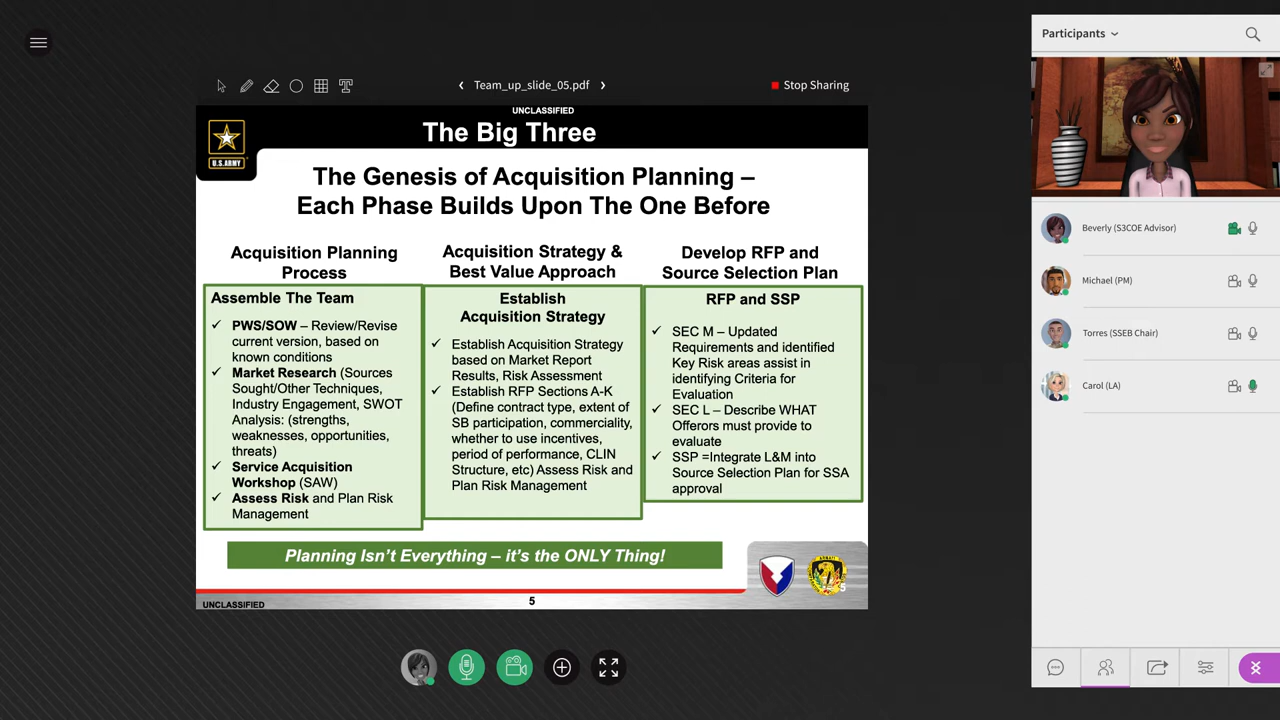 Participants
Team_up_slide_05.pdf
Stop Sharing
UNCLASSIFIED
The Big Three
U.S.ARMY
The Genesis of Acquisition Planning –
Each Phase Builds Upon The One Before
Acquisition Planning
Process
Assemble The Team
✓ PWS/SOW – Review/Revise
current version, based on
known conditions
✓ Market Research (Sources
Sought/Other Techniques,
Industry Engagement, SWOT
Analysis: (strengths,
weaknesses, opportunities,
threats)
✓ Service Acquisition
Workshop (SAW)
✓ Assess Risk and Plan Risk
Management
Acquisition Strategy &
Best Value Approach
Establish
Acquisition Strategy
✓ Establish Acquisition Strategy
based on Market Report
Results, Risk Assessment
✓ Establish RFP Sections A-K
(Define contract type, extent of
SB participation, commerciality,
whether to use incentives,
period of performance, CLIN
Structure, etc) Assess Risk and
Plan Risk Management
Develop RFP and
Source Selection Plan
RFP and SSP
✓ SEC M – Updated
Requirements and identified
Key Risk areas assist in
identifying Criteria for
Evaluation
✓ SEC L – Describe WHAT
Offerors must provide to
evaluate
✓ SSP =Integrate L&M into
Source Selection Plan for SSA
approval
Planning Isn't Everything – it's the ONLY Thing!
5
UNCLASSIFIED
5
Beverly (S3COE Advisor)
Michael (PM)
Torres (SSEB Chair)
Carol (LA)